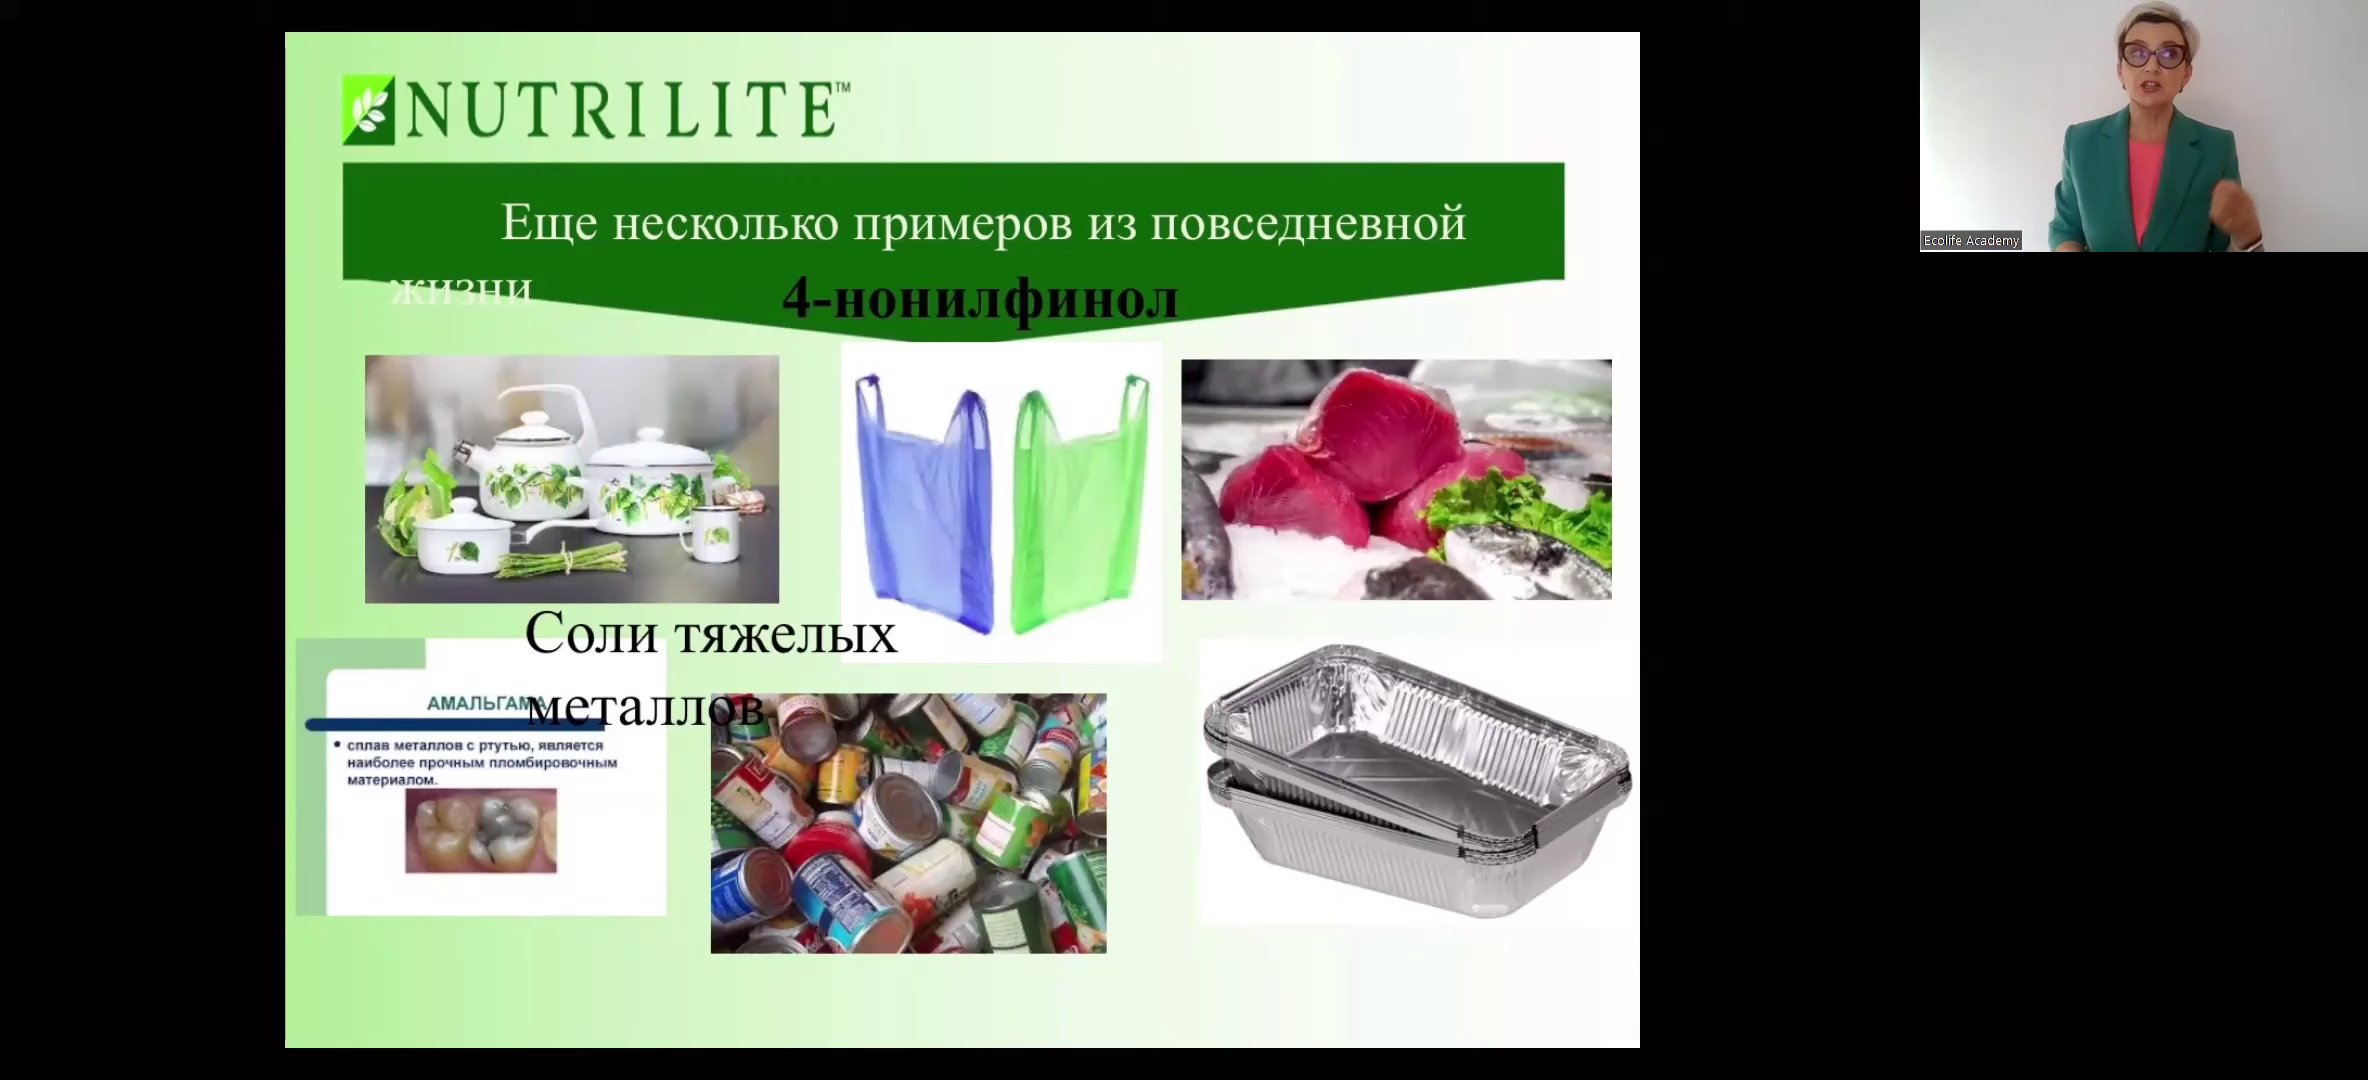 NUTRILITE™
Еще несколько примеров из повседневной
жизни
4-нонилфинол
Соли тяжелых
металлов
АМАЛЬГАМА
• сплав металлов с ртутью, является
наиболее прочным пломбировочным
материалом.
Ecolife Academy